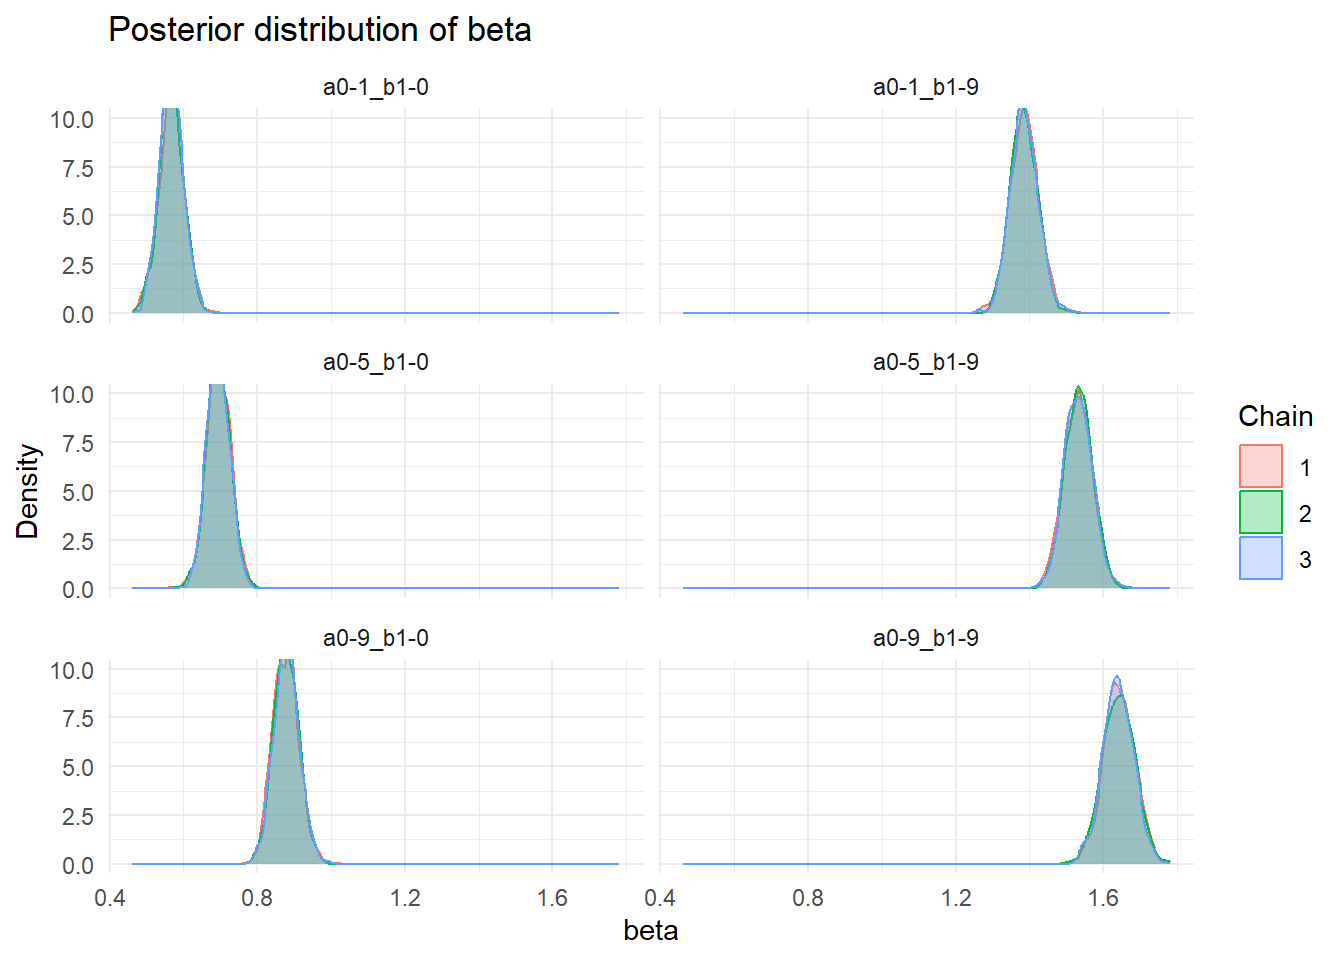 Posterior distribution of beta
a0-1_b1-0
a0-1_b1-9
10.0
7.5
5.0
2.5
0.0
a0-5_b1-0
a0-5_b1-9
10.0
7.5
5.0
2.5
0.0
a0-9_b1-0
a0-9_b1-9
10.0
7.5
5.0
2.5
0.0
0.4 0.8 1.2 1.6
0.4 0.8 1.2 1.6
beta
Density
Chain
1
2
3